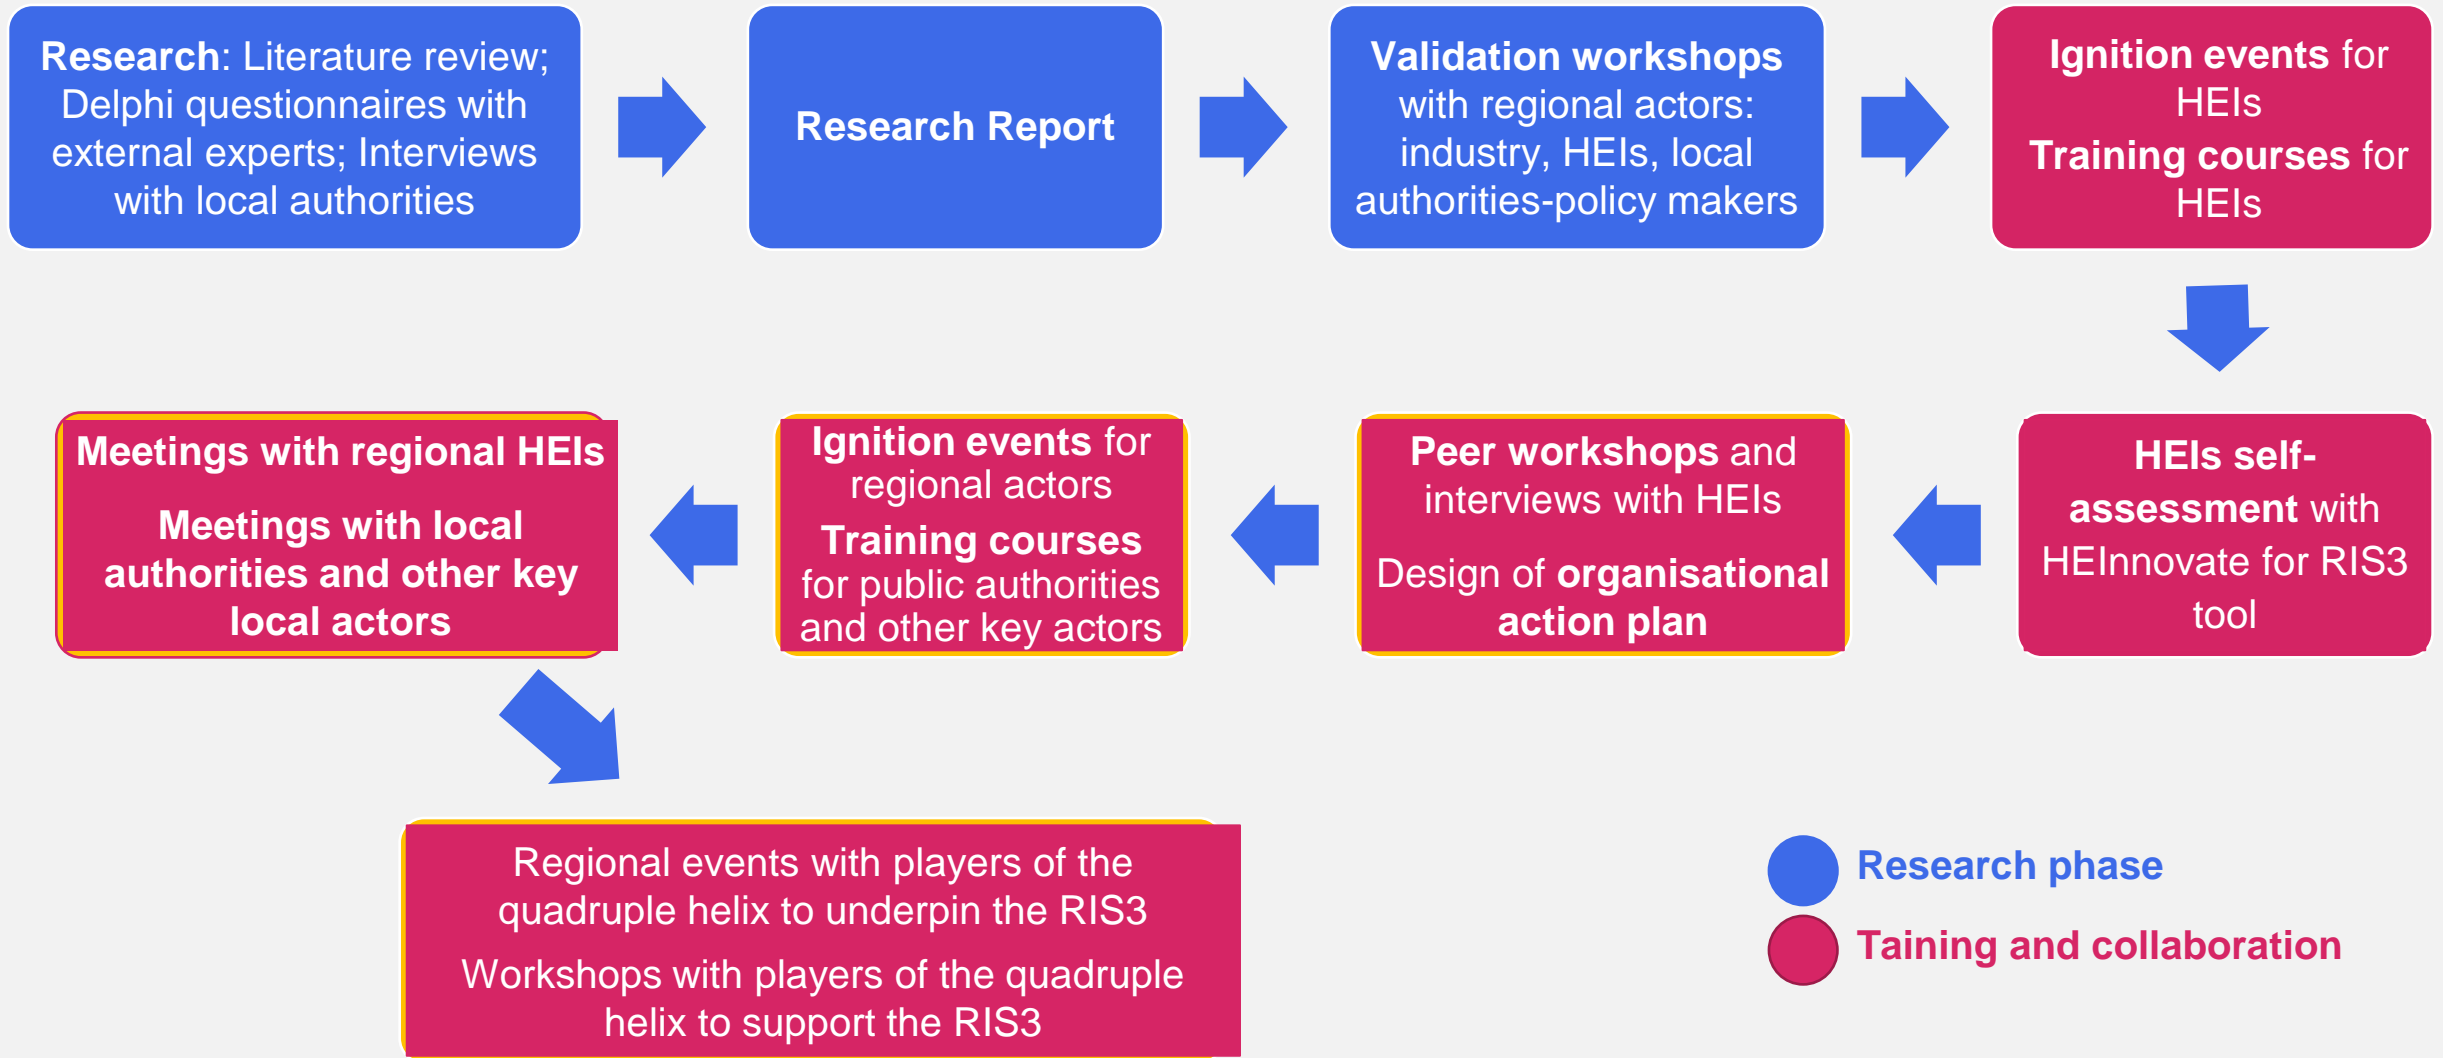 Research: Literature review;
Delphi questionnaires with
external experts; Interviews
with local authorities
Research Report
Validation workshops
with regional actors:
industry, HEIs, local
authorities-policy makers
Ignition events for
HEIs
Training courses for
HEIs
HEIs self-
assessment with
HEInnovate for RIS3
tool
Peer workshops and
interviews with HEIs
Design of organisational
action plan
Ignition events for
regional actors
Training courses
for public authorities
and other key actors
Meetings with regional HEIs
Meetings with local
authorities and other key
local actors
Regional events with players of the
quadruple helix to underpin the RIS3
Workshops with players of the quadruple
helix to support the RIS3
Research phase
Taining and collaboration